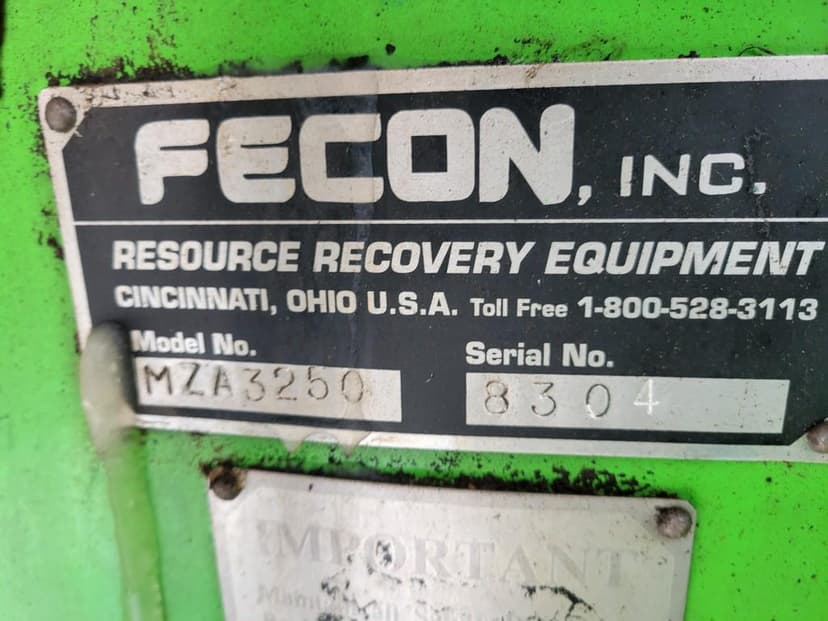 FECON, INC.
RESOURCE RECOVERY EQUIPMENT
CINCINNATI, OHIO U.S.A. Toll Free 1-800-528-3113
Model No. Serial No.
MZA3250 8304
IMPORTANT